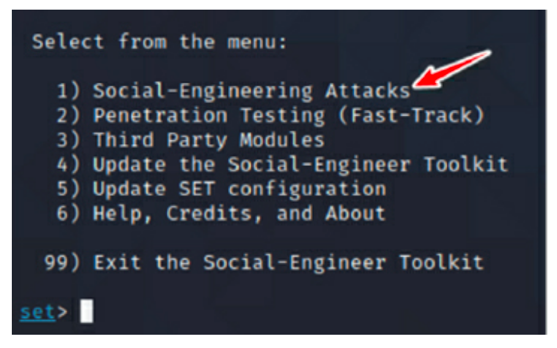 Select from the menu:
1) Social-Engineering Attacks
2) Penetration Testing (Fast-Track)
3) Third Party Modules
4) Update the Social-Engineer Toolkit
5) Update SET configuration
6) Help, Credits, and About
99) Exit the Social-Engineer Toolkit
set>